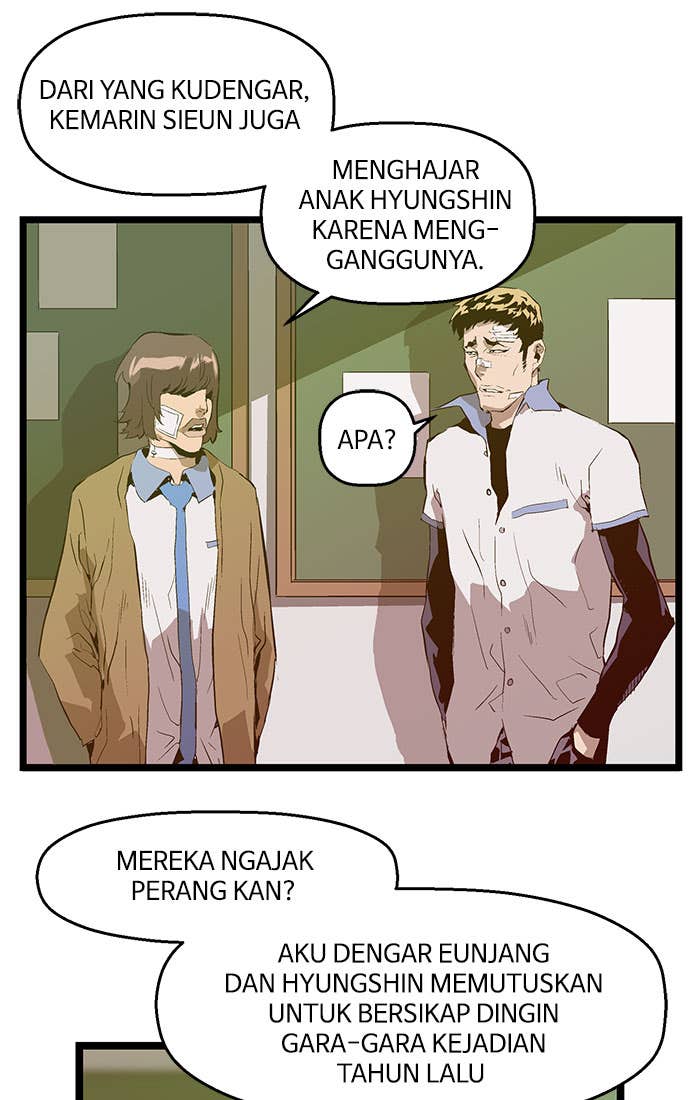 DARI YANG KUDENGAR,
KEMARIN SIEUN JUGA
MENGHAJAR
ANAK HYUNGSHIN
KARENA MENG-
GANGGUNYA.
APA?
MEREKA NGAJAK
PERANG KAN?
AKU DENGAR EUNJANG
DAN HYUNGSHIN MEMUTUSKAN
UNTUK BERSIKAP DINGIN
GARA-GARA KEJADIAN
TAHUN LALU